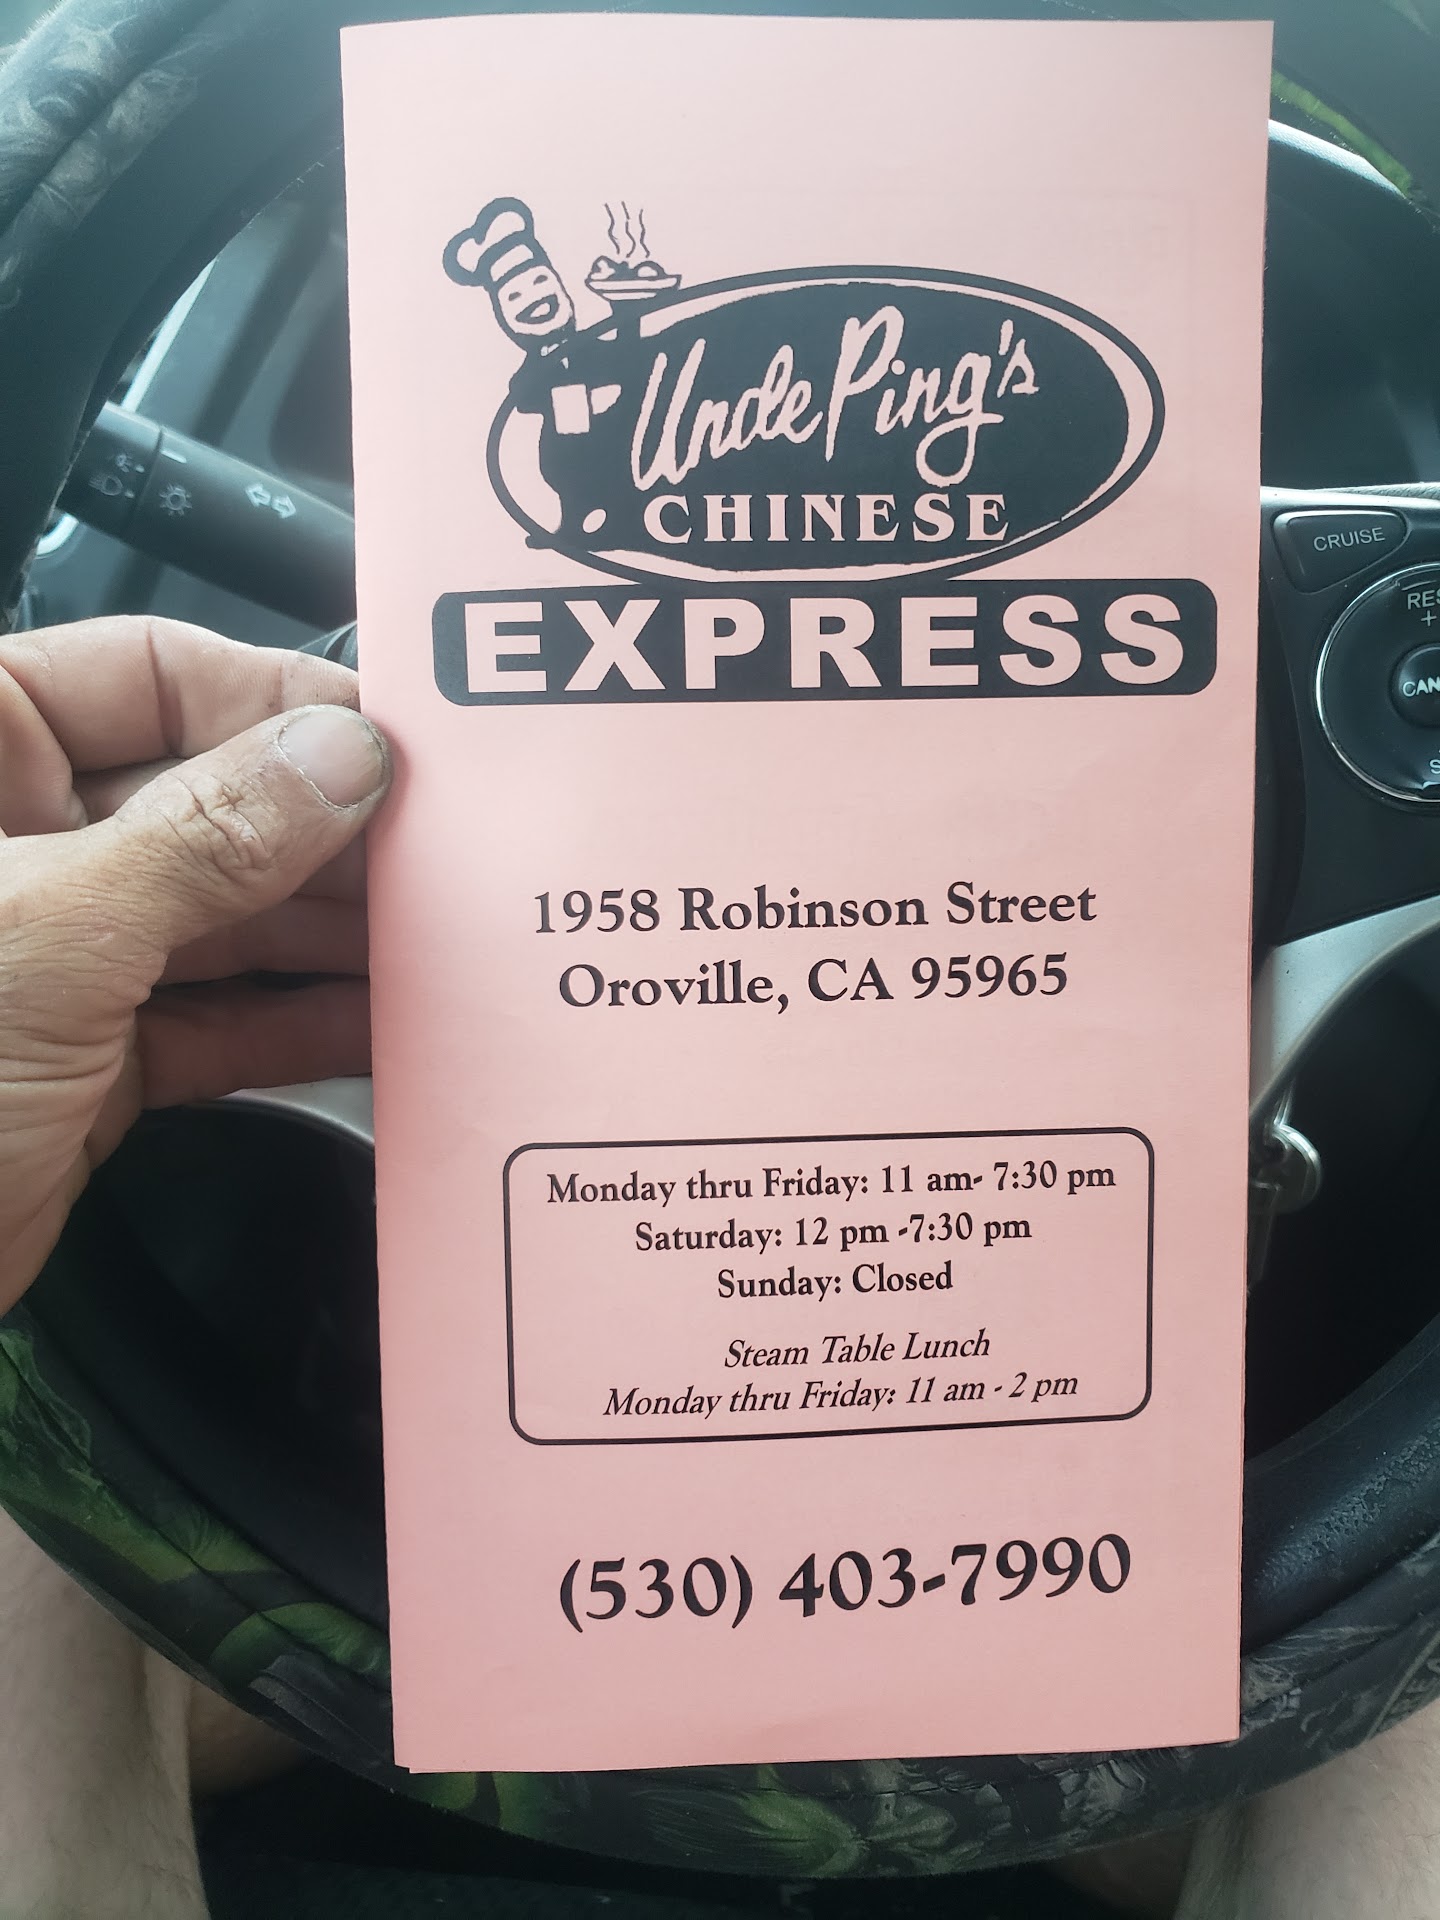 Uncle Ping's
CHINESE
EXPRESS
1958 Robinson Street
Oroville, CA 95965
Monday thru Friday: 11 am- 7:30 pm
Saturday: 12 pm -7:30 pm
Sunday: Closed
Steam Table Lunch
Monday thru Friday: 11 am - 2 pm
(530) 403-7990
CRUISE
RES
+